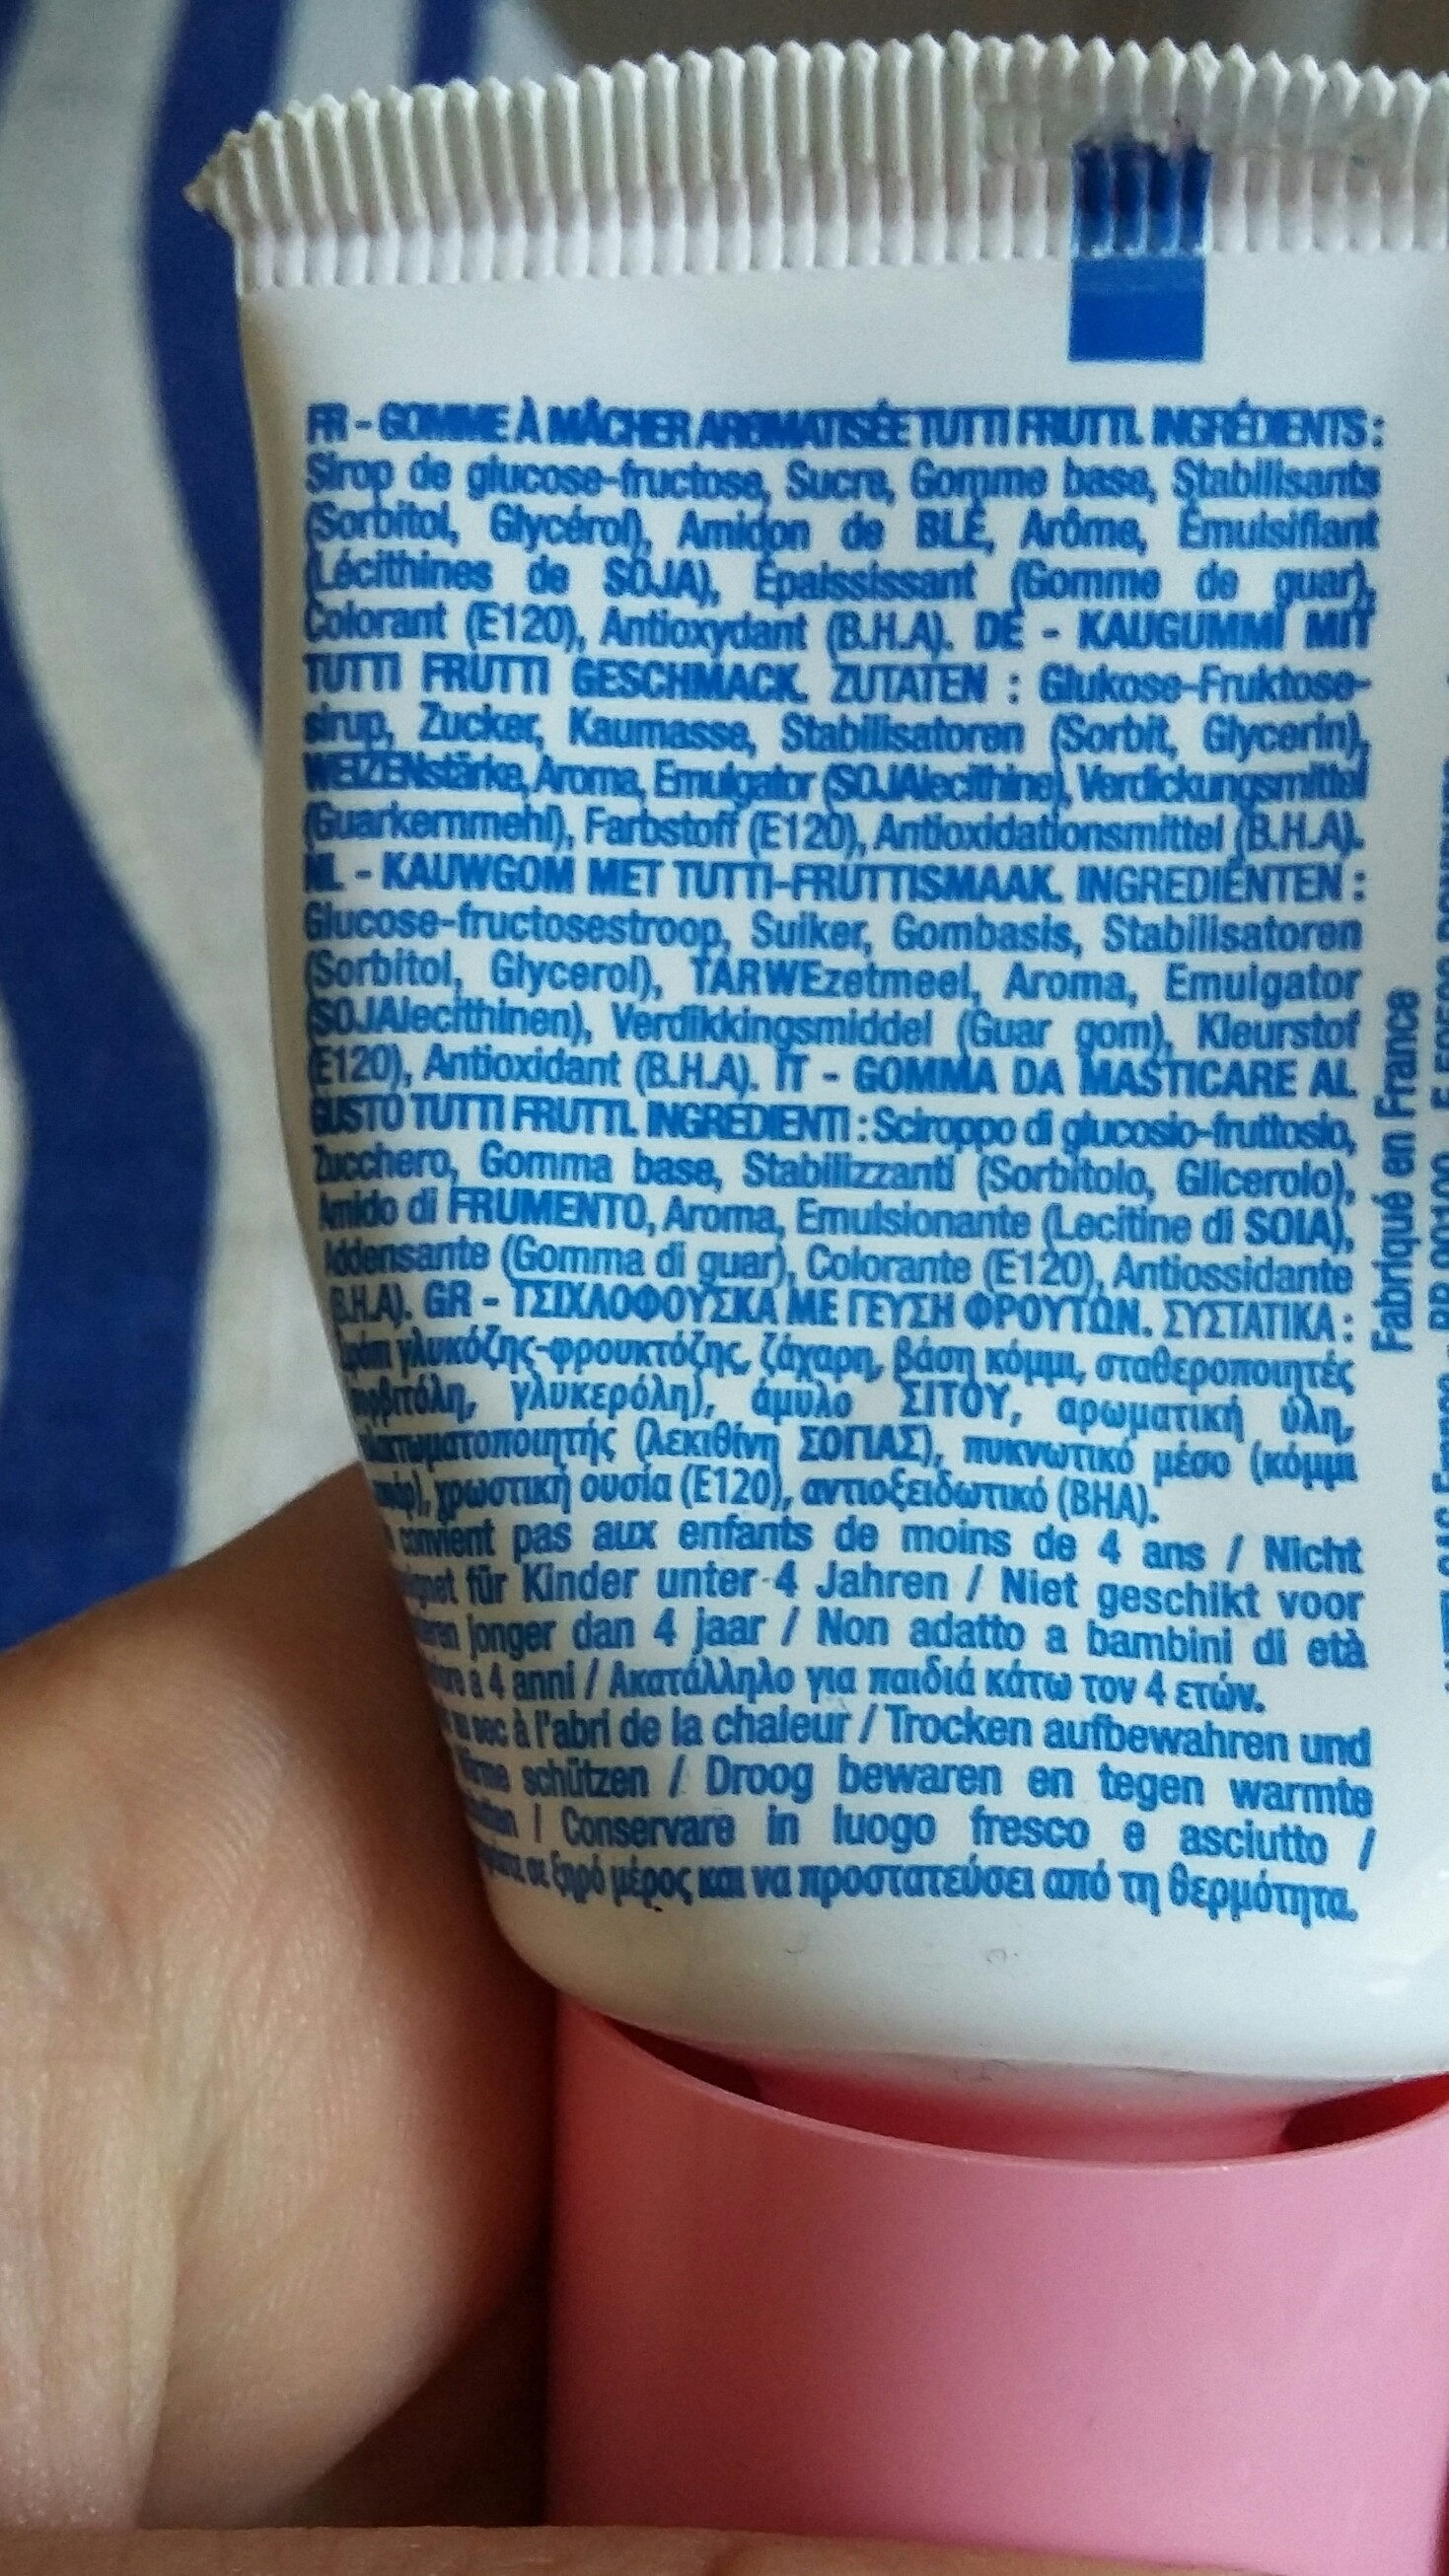 FR - GOMME À MÂCHER AROMATISÉE TUTTI FRUTTI. INGRÉDIENTS :
Sirop de glucose-fructose, Sucre, Gomme base, Stabilisants
(Sorbitol, Glycérol), Amidon de BLÉ, Arôme, Émulsifiant
(Lécithines de SOJA), Épaississant (Gomme de guar),
Colorant (E120), Antioxydant (B.H.A). DE - KAUGUMMI MIT
TUTTI FRUTTI GESCHMACK. ZUTATEN : Glukose-Fruktose-
sirup, Zucker, Kaumasse, Stabilisatoren (Sorbit, Glycerin),
WEIZENstärke, Aroma, Emulgator (SOJAlecithine), Verdickungsmittel
(Guarkernmehl), Farbstoff (E120), Antioxidationsmittel (B.H.A).
NL - KAUWGOM MET TUTTI-FRUTTISMAAK. INGREDIËNTEN :
Glucose-fructosestroop, Suiker, Gombasis, Stabilisatoren
(Sorbitol, Glycerol), TARWEzetmeel, Aroma, Emulgator
(SOJAlecithinen), Verdikkingsmiddel (Guar gom), Kleurstof
(E120), Antioxidant (B.H.A). IT - GOMMA DA MASTICARE AL
GUSTO TUTTI FRUTTI. INGREDIENTI : Sciroppo di glucosio-fruttosio,
Zucchero, Gomma base, Stabilizzanti (Sorbitolo, Glicerolo),
Amido di FRUMENTO, Aroma, Emulsionante (Lecitine di SOIA),
Addensante (Gomma di guar), Colorante (E120), Antiossidante
(B.H.A). GR - ΤΣΙΧΛΟΦΟΥΣΚΑ ΜΕ ΓΕΥΣΗ ΦΡΟΥΤΩΝ. ΣΥΣΤΑΤΙΚΑ :
γλυκόζης-φρουκτόζης, ζάχαρη, βάση κόμμι, σταθεροποιητές
γλυκερόλη), άμυλο ΣΙΤΟΥ, αρωματική ύλη,
(λεκιθίνη ΣΟΓΙΑΣ), πυκνωτικό μέσο (κόμμι
χρωστική ουσία (E120), αντιοξειδωτικό (BHA).
convient pas aux enfants de moins de 4 ans / Nicht
für Kinder unter 4 Jahren / Niet geschikt voor
jonger dan 4 jaar / Non adatto a bambini di età
a 4 anni / Ακατάλληλο για παιδιά κάτω τον 4 ετών.
sec à l'abri de la chaleur / Trocken aufbewahren und
schützen / Droog bewaren en tegen warmte
/ Conservare in luogo fresco e asciutto /
σε ξηρό μέρος και να προστατεύσει από τη θερμότητα.
Fabriqué en France